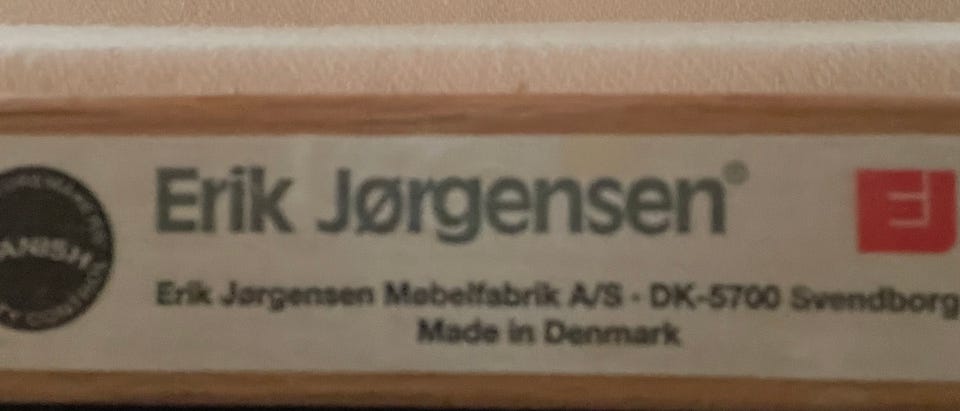 Erik Jørgensen®
Erik Jørgensen Møbelfabrik A/S · DK-5700 Svendborg
Made in Denmark